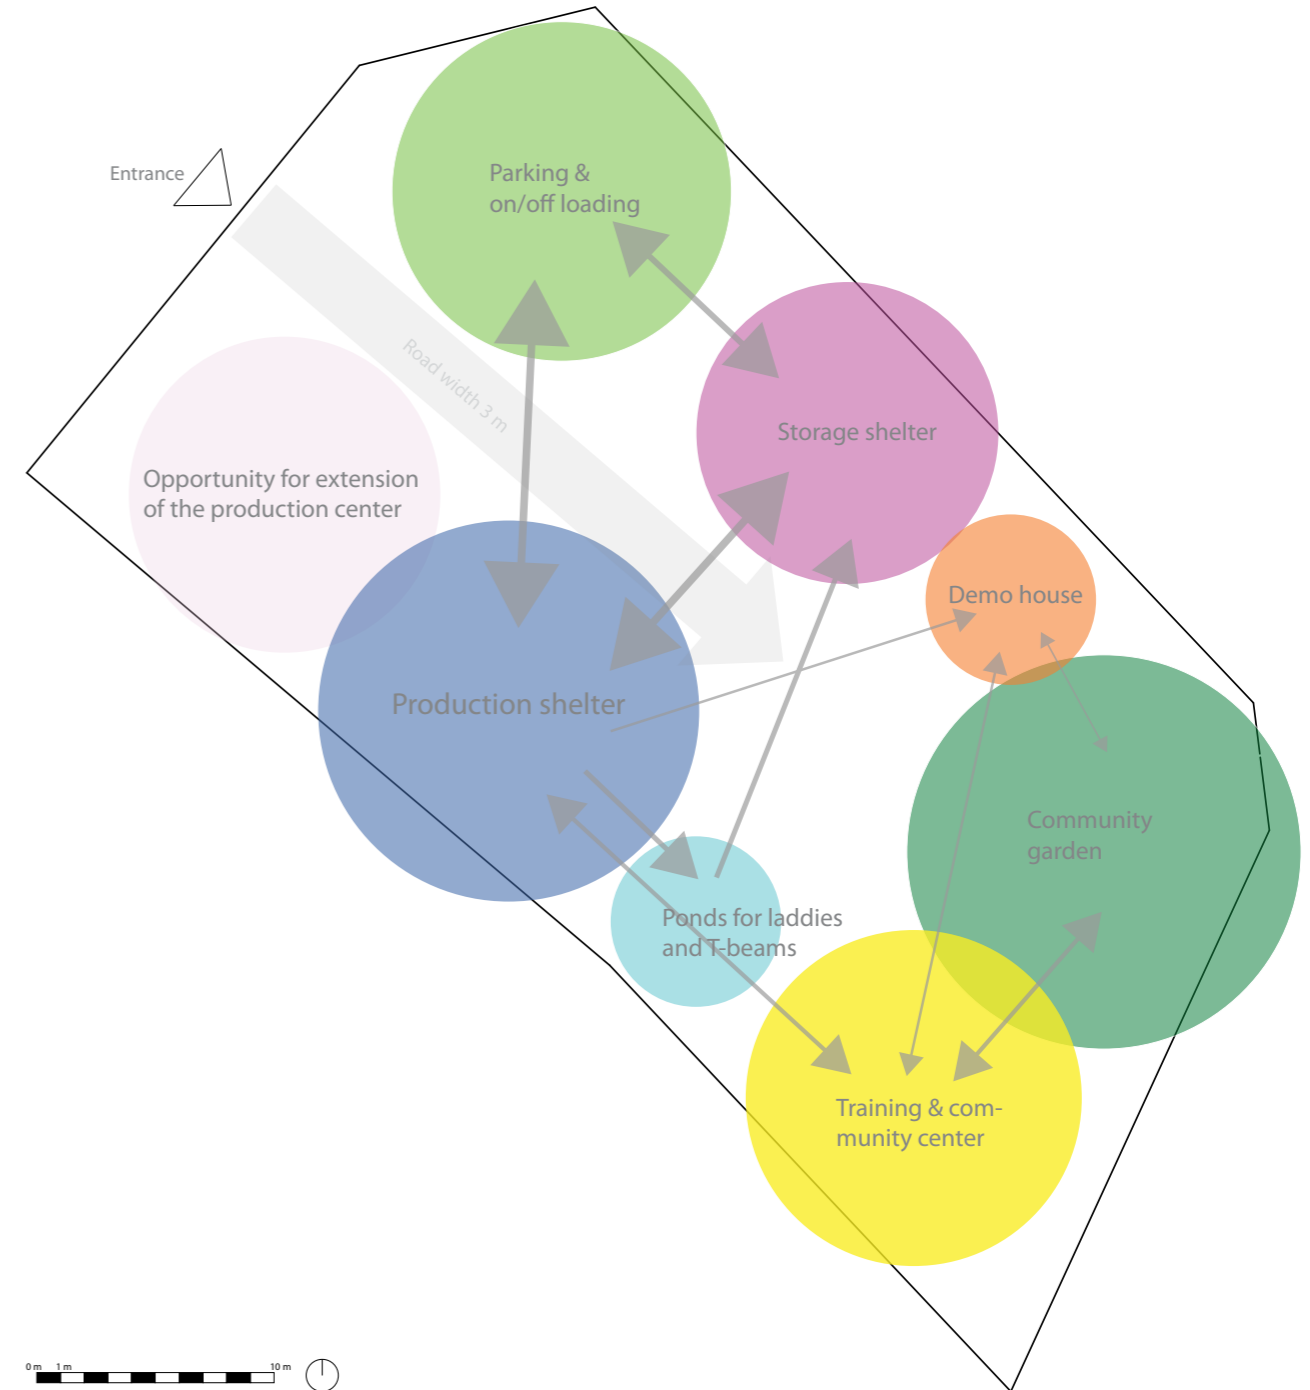 Entrance
Parking &
on/off loading
Road width 3 m
Storage shelter
Opportunity for extension
of the production center
Demo house
Production shelter
Community
garden
Ponds for laddies
and T-beams
Training & com-
munity center
0 m 1 m 10 m